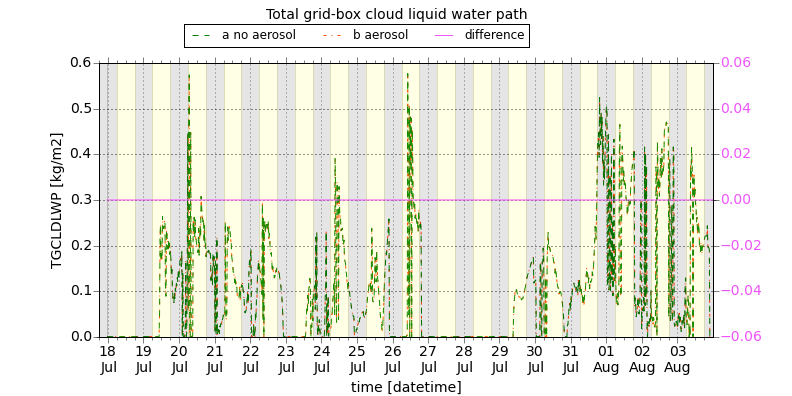 Total grid-box cloud liquid water path
a no aerosol b aerosol difference
0.6 0.06
0.5 0.04
0.4 0.02
0.3 0.00
0.2 −0.02
0.1 −0.04
0.0 −0.06
TGCLDLWP [kg/m2]
18 19 20 21 22 23 24 25 26 27 28 29 30 31 01 02 03
Jul Jul Jul Jul Jul Jul Jul Jul Jul Jul Jul Jul Jul Jul Aug Aug Aug
time [datetime]